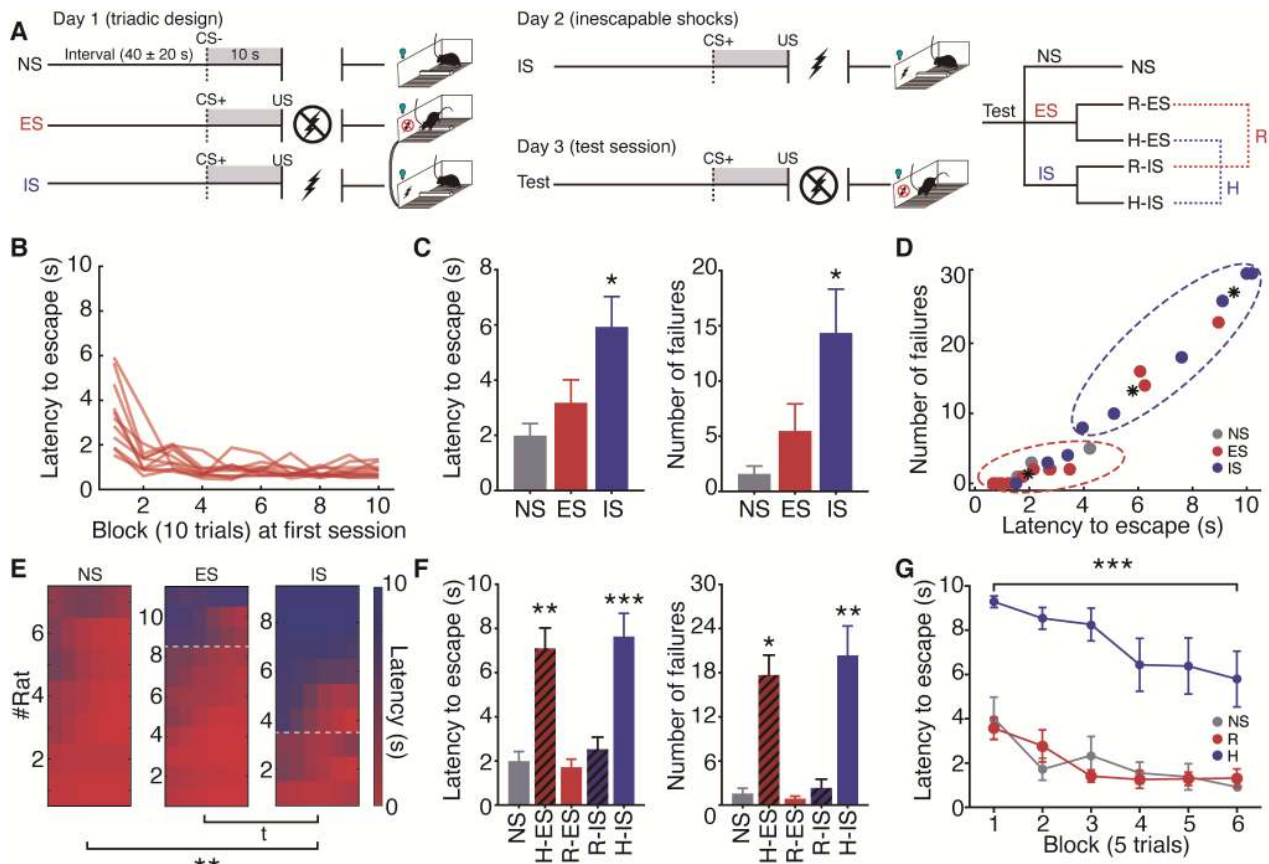 A
Day 1 (triadic design)
CS-
NS
Interval (40 ± 20 s)
10 s
CS+
US
ES
CS+
US
IS
Day 2 (inescapable shocks)
CS+
US
IS
Day 3 (test session)
CS+
US
Test
NS
NS
Test
ES
R-ES
H-ES
R
IS
R-IS
H
H-IS
B
Latency to escape (s)
10
8
6
4
2
0
2
4
6
8
10
Block (10 trials) at first session
C
Latency to escape (s)
8
6
4
2
0
*
NS
ES
IS
Number of failures
20
15
10
5
0
*
NS
ES
IS
D
Number of failures
30
20
10
0
* * *
NS
ES
IS
0
2
4
6
8
10
Latency to escape (s)
E
#Rat
NS
6
4
2
ES
10
8
6
4
2
IS
6
4
2
10
Latency (s)
0
t
**
F
Latency to escape (s)
10
8
6
4
2
0
**
***
NS
H-ES
R-ES
R-IS
H-IS
Number of failures
30
24
18
12
6
0
*
**
NS
H-ES
R-ES
R-IS
H-IS
G
Latency to escape (s)
10
8
6
4
2
0
***
NS
R
H
1
2
3
4
5
6
Block (5 trials)